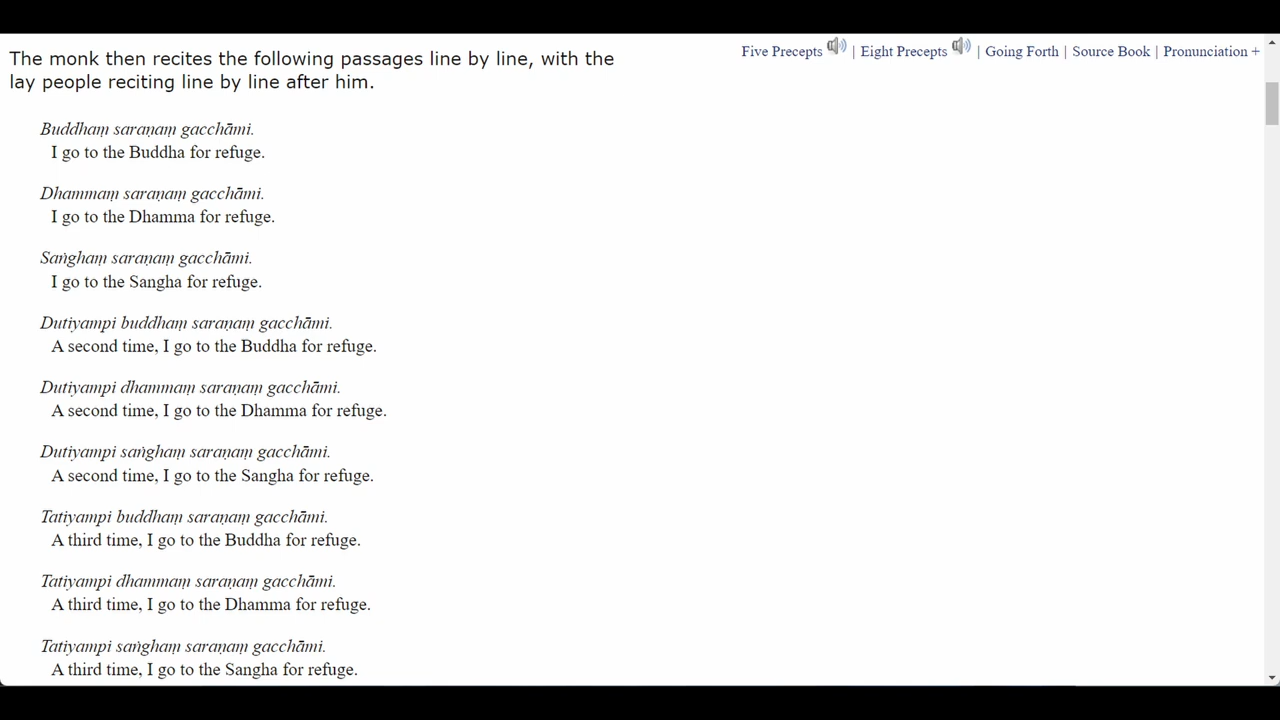 Five Precepts | Eight Precepts | Going Forth | Source Book | Pronunciation +
The monk then recites the following passages line by line, with the
lay people reciting line by line after him.
Buddhaṃ saraṇaṃ gacchāmi.
I go to the Buddha for refuge.
Dhammaṃ saraṇaṃ gacchāmi.
I go to the Dhamma for refuge.
Saṅghaṃ saraṇaṃ gacchāmi.
I go to the Sangha for refuge.
Dutiyampi buddhaṃ saraṇaṃ gacchāmi.
A second time, I go to the Buddha for refuge.
Dutiyampi dhammaṃ saraṇaṃ gacchāmi.
A second time, I go to the Dhamma for refuge.
Dutiyampi saṅghaṃ saraṇaṃ gacchāmi.
A second time, I go to the Sangha for refuge.
Tatiyampi buddhaṃ saraṇaṃ gacchāmi.
A third time, I go to the Buddha for refuge.
Tatiyampi dhammaṃ saraṇaṃ gacchāmi.
A third time, I go to the Dhamma for refuge.
Tatiyampi saṅghaṃ saraṇaṃ gacchāmi.
A third time, I go to the Sangha for refuge.